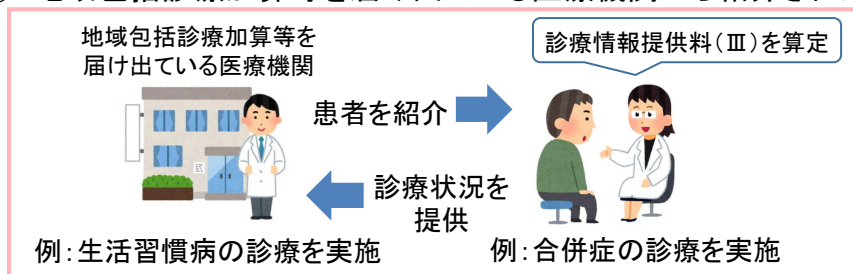 地域包括診療加算等を
届け出ている医療機関
診療情報提供料(Ⅲ)を算定
患者を紹介
診療状況を
提供
例:生活習慣病の診療を実施
例:合併症の診療を実施